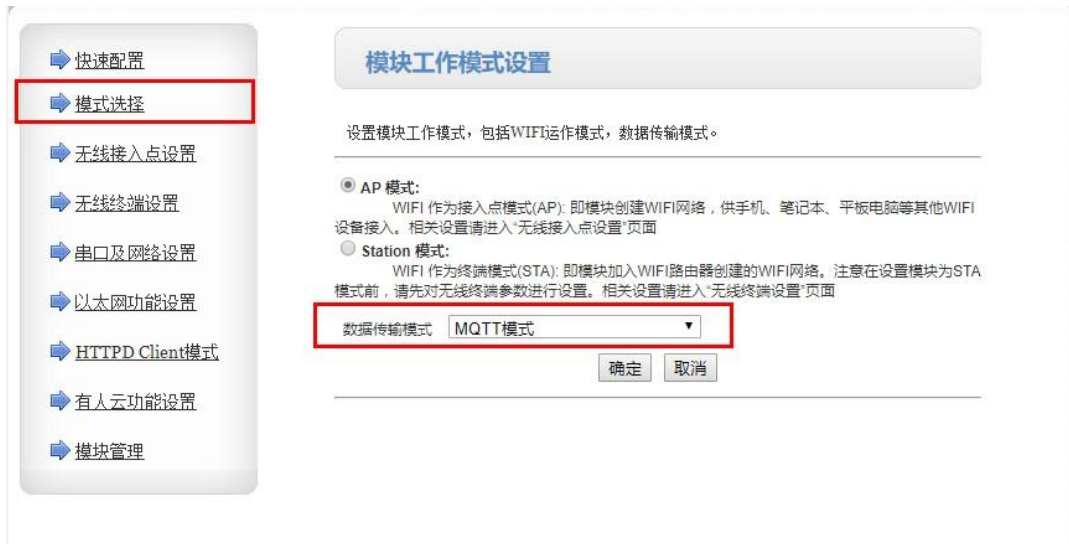 快速配置
模式选择
无线接入点设置
无线终端设置
串口及网络设置
以太网功能设置
HTTPD Client模式
有人云功能设置
模块管理
模块工作模式设置
设置模块工作模式，包括WIFI运作模式，数据传输模式。
AP 模式:
WIFI 作为接入点模式(AP): 即模块创建WIFI网络，供手机、笔记本、平板电脑等其他WIFI
设备接入。相关设置请进入“无线接入点设置”页面
Station 模式:
WIFI 作为终端模式(STA): 即模块加入WIFI路由器创建的WIFI网络。注意在设置模块为STA
模式前，请先对无线终端参数进行设置。相关设置请进入“无线终端设置”页面
数据传输模式 MQTT模式
确定 取消